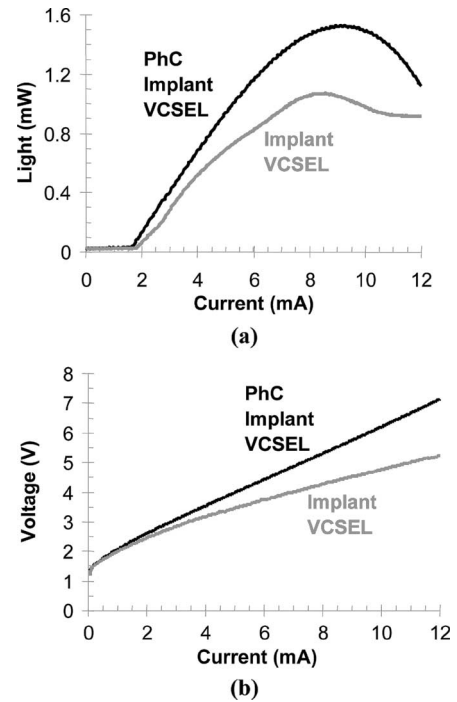 1.6
1.2
0.8
0.4
0
Light (mW)
PhC
Implant
VCSEL
Implant
VCSEL
0 2 4 6 8 10 12
Current (mA)
(a)
8
7
6
5
4
3
2
1
0
Voltage (V)
PhC
Implant
VCSEL
Implant
VCSEL
0 2 4 6 8 10 12
Current (mA)
(b)